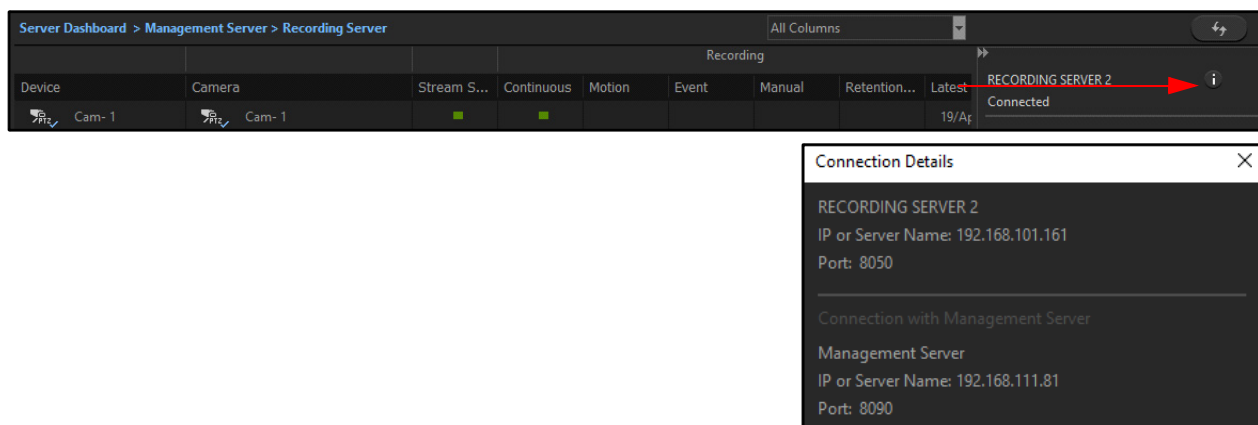 Server Dashboard > Management Server > Recording Server
All Columns
Recording
Device Camera Stream S... Continuous Motion Event Manual Retention... Latest
RECORDING SERVER 2
i
Connected
PTZ Cam- 1 PTZ Cam- 1 19/Ap
Connection Details
RECORDING SERVER 2
IP or Server Name: 192.168.101.161
Port: 8050
Connection with Management Server
Management Server
IP or Server Name: 192.168.111.81
Port: 8090